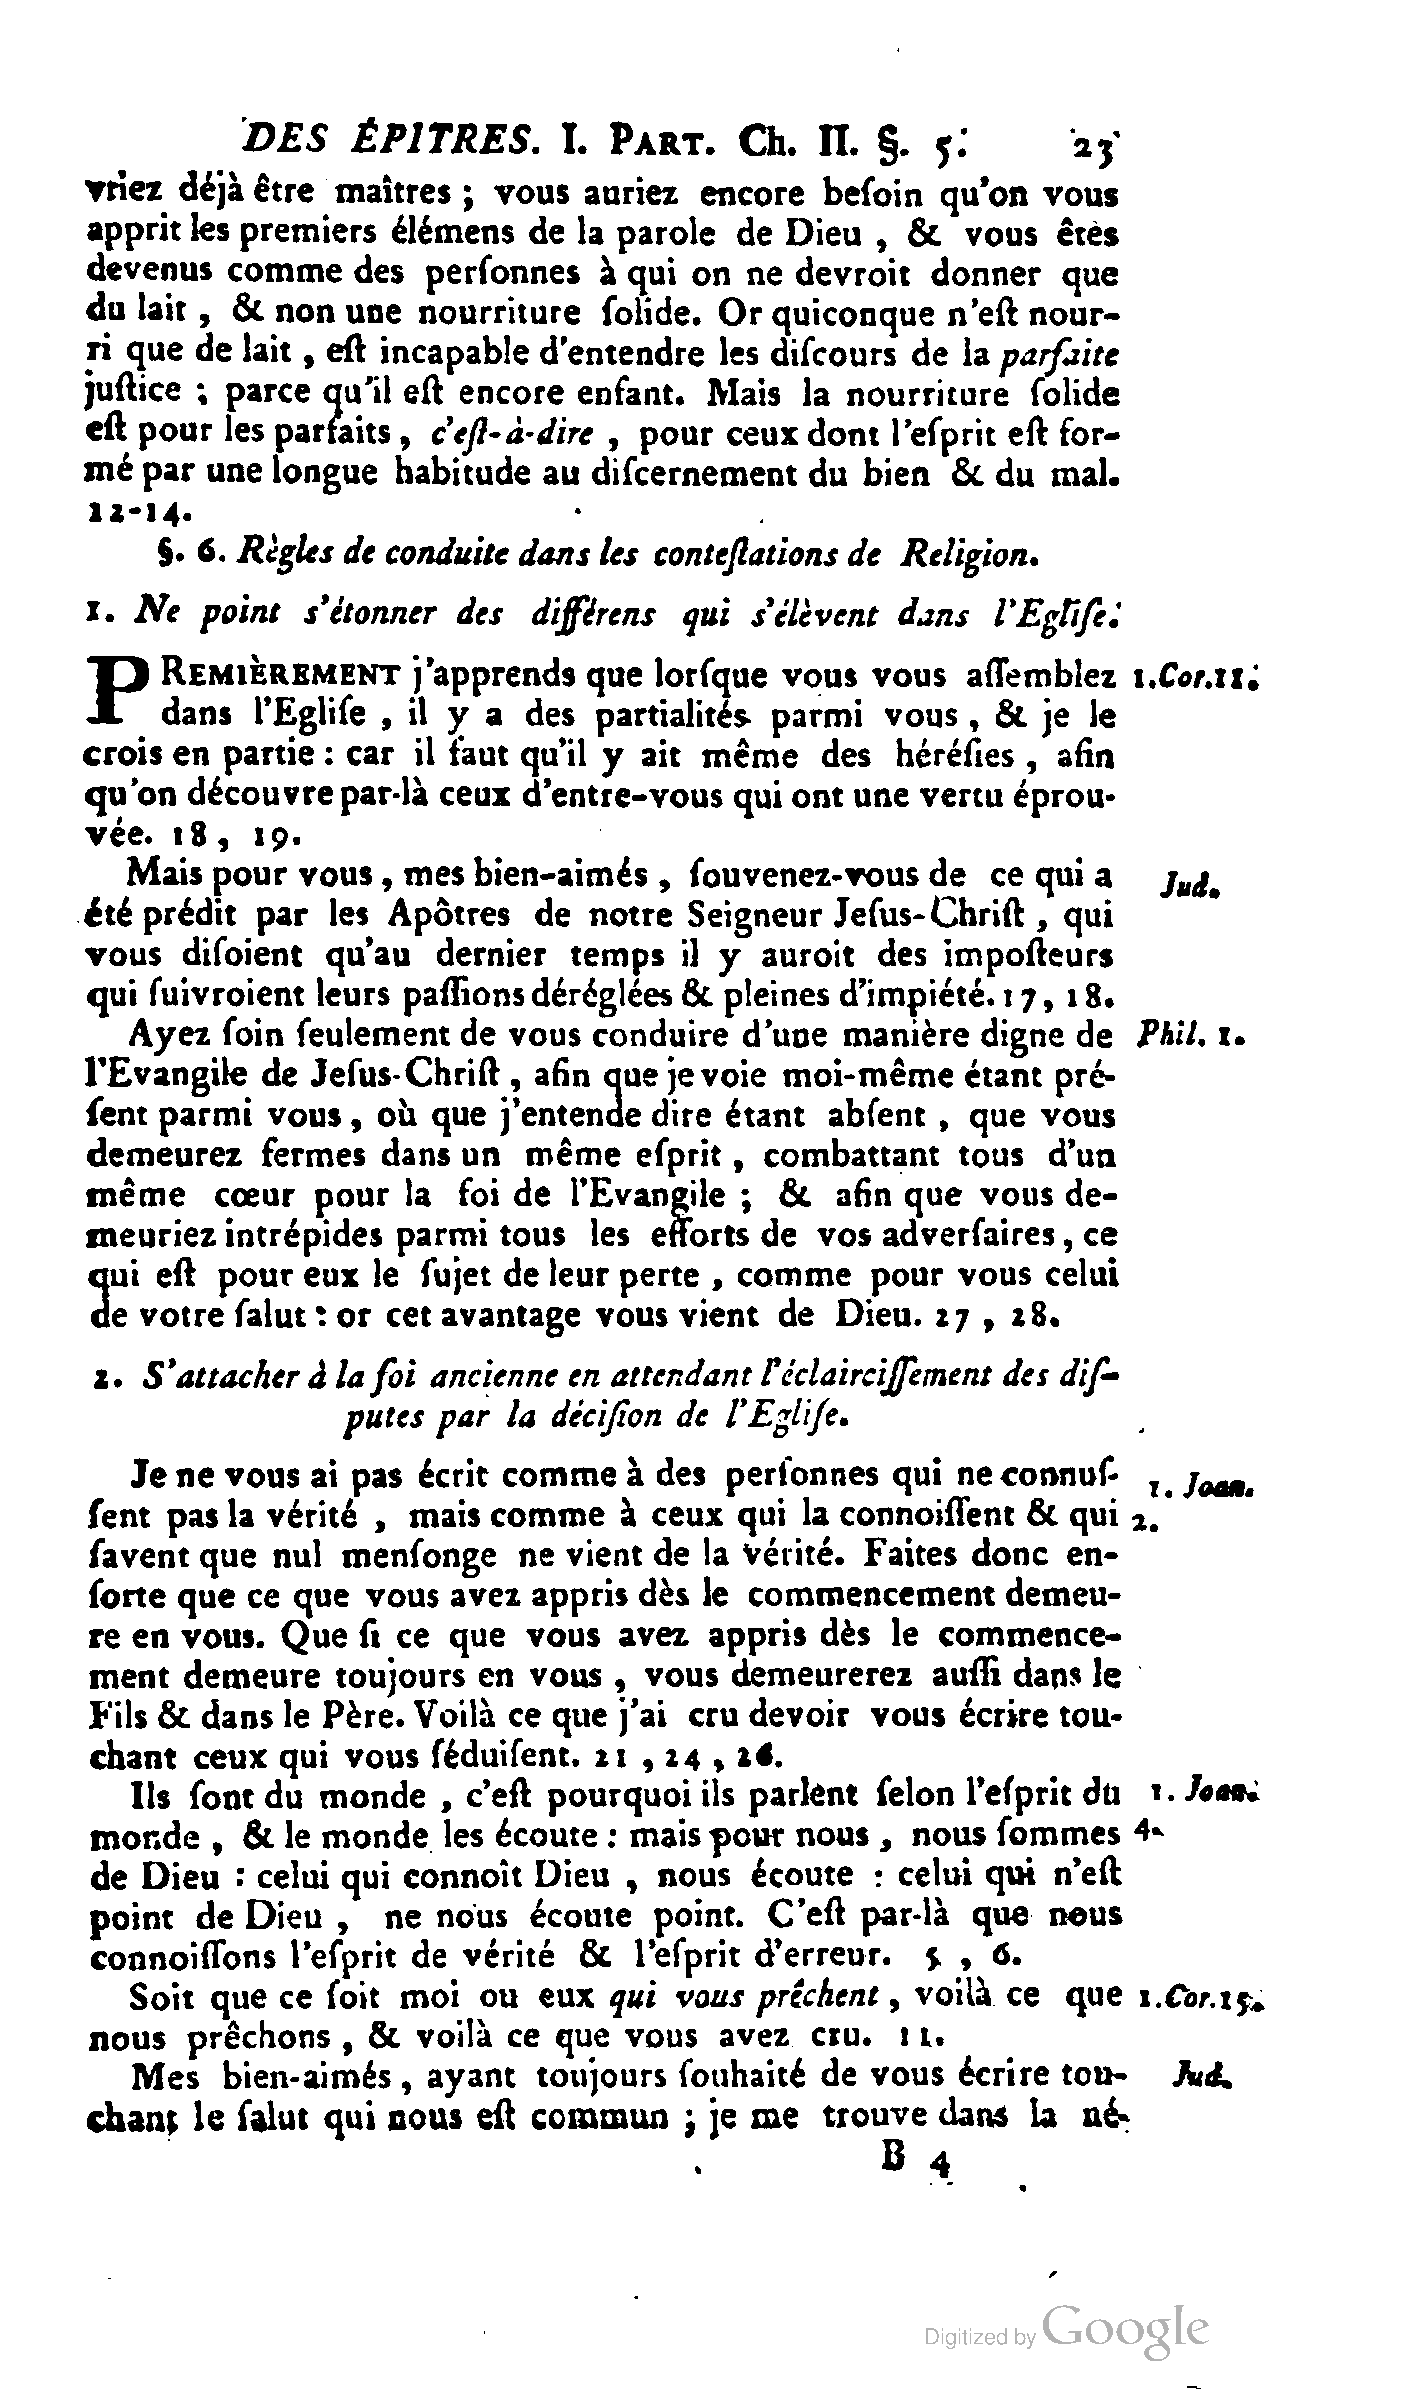 DES ÉPITRES. I. PART. Ch. II. §. 5. 23
vriez déjà être maîtres ; vous auriez encore beſoin qu'on vous
apprit les premiers élémens de la parole de Dieu , & vous êtes
devenus comme des perſonnes à qui on ne devroit donner que
du lait , & non une nourriture ſolide. Or quiconque n'eſt nour-
ri que de lait , eſt incapable d'entendre les diſcours de la parfaite
juſtice ; parce qu'il eſt encore enfant. Mais la nourriture ſolide
eſt pour les parfaits , c'eſt-à-dire , pour ceux dont l'eſprit eſt for-
mé par une longue habitude au diſcernement du bien & du mal.
12-14.
§. 6. Règles de conduite dans les conteſtations de Religion.
1. Ne point s'étonner des différens qui s'élèvent dans l'Egliſe.
PREMIÈREMENT j'apprends que lorſque vous vous aſſemblez 1.Cor.11.
dans l'Egliſe , il y a des partialités parmi vous , & je le
crois en partie : car il faut qu'il y ait même des héréſies , afin
qu'on découvre par-là ceux d'entre-vous qui ont une vertu éprou-
vée. 18 , 19.
Mais pour vous , mes bien-aimés , ſouvenez-vous de ce qui a Jud.
été prédit par les Apôtres de notre Seigneur Jeſus-Chriſt , qui
vous diſoient qu'au dernier temps il y auroit des impoſteurs
qui ſuivroient leurs paſſions déréglées & pleines d'impiété. 17, 18.
Ayez ſoin ſeulement de vous conduire d'une manière digne de Phil. 1.
l'Evangile de Jeſus-Chriſt , afin que je voie moi-même étant pré-
ſent parmi vous , où que j'entende dire étant abſent , que vous
demeurez fermes dans un même eſprit , combattant tous d'un
même cœur pour la foi de l'Evangile ; & afin que vous de-
meuriez intrépides parmi tous les efforts de vos adverſaires , ce
qui eſt pour eux le ſujet de leur perte , comme pour vous celui
de votre ſalut : or cet avantage vous vient de Dieu. 27 , 28.
2. S'attacher à la foi ancienne en attendant l'éclairciſſement des diſ-
putes par la déciſion de l'Egliſe.
Je ne vous ai pas écrit comme à des perſonnes qui ne connuſ- 1. Joan.
ſent pas la vérité , mais comme à ceux qui la connoiſſent & qui 2.
ſavent que nul menſonge ne vient de la vérité. Faites donc en-
ſorte que ce que vous avez appris dès le commencement demeu-
re en vous. Que ſi ce que vous avez appris dès le commence-
ment demeure toujours en vous , vous demeurerez auſſi dans le
Fils & dans le Père. Voilà ce que j'ai cru devoir vous écrire tou-
chant ceux qui vous ſéduiſent. 21 , 24 , 26.
Ils ſont du monde , c'eſt pourquoi ils parlent ſelon l'eſprit du 1. Joan.
monde , & le monde les écoute : mais pour nous , nous ſommes 4.
de Dieu : celui qui connoît Dieu , nous écoute : celui qui n'eſt
point de Dieu , ne nous écoute point. C'eſt par-là que nous
connoiſſons l'eſprit de vérité & l'eſprit d'erreur. 5 , 6.
Soit que ce ſoit moi ou eux qui vous prêchent , voilà ce que 1.Cor.15.
nous prêchons , & voilà ce que vous avez cru. 11.
Mes bien-aimés , ayant toujours ſouhaité de vous écrire tou- Jud.
chant le ſalut qui nous eſt commun ; je me trouve dans la né-
B 4
Digitized by Google